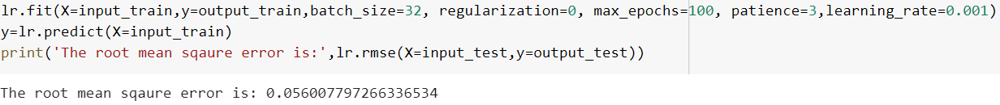 lr.fit(X=input_train,y=output_train,batch_size=32, regularization=0, max_epochs=100, patience=3,learning_rate=0.001)
y=lr.predict(X=input_train)
print('The root mean sqaure error is:',lr.rmse(X=input_test,y=output_test))
The root mean sqaure error is: 0.056007797266336534